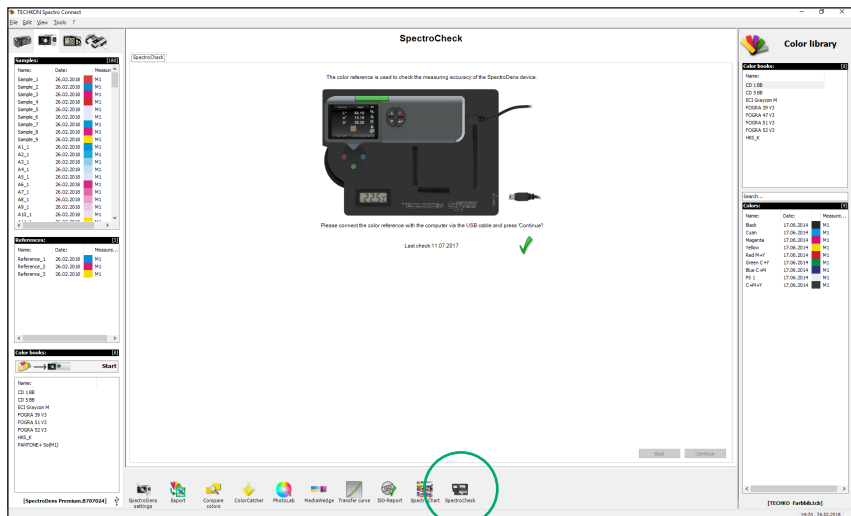 TECHKON Spectro Connect
File Edit View Tools ?
Samples: [180]
Name: Date: Measure
Sample_1 26.02.2018 M1
Sample_2 26.02.2018 M1
Sample_3 26.02.2018 M1
Sample_4 26.02.2018 M1
Sample_5 26.02.2018 M1
Sample_6 26.02.2018 M1
Sample_7 26.02.2018 M1
Sample_8 26.02.2018 M1
Sample_9 26.02.2018 M1
A1_1 26.02.2018 M1
A2_1 26.02.2018 M1
A3_1 26.02.2018 M1
A4_1 26.02.2018 M1
A5_1 26.02.2018 M1
A6_1 26.02.2018 M1
A7_1 26.02.2018 M1
A8_1 26.02.2018 M1
A9_1 26.02.2018 M1
A10_1 26.02.2018 M1
References: [3]
Name: Date: Measure...
Reference_1 26.02.2018 M1
Reference_2 26.02.2018 M1
Reference_3 26.02.2018 M1
Color books: [8]
Start
Name:
CD 1 BB
CD 5 BB
ECI Graycon M
FOGRA 39 V3
FOGRA 51 V3
FOGRA 52 V3
HKS_K
PANTONE+ Sol(M1)
[SpectroDens Premium.B707024]
SpectroCheck
SpectroCheck
The color reference is used to check the measuring accuracy of the SpectroDens device.
TECHKON
Please connect the color reference with the computer via the USB cable and press 'Continue'!
Last check:11.07.2017
Back Continue
SpectroDens settings
Export
Compare colors
ColorCatcher
PhotoLab
MediaWedge
Transfer curve
ISO-Report
SpectroChart
SpectroCheck
Color library
Color books: [8]
Name:
CD 1 BB
CD 5 BB
ECI Graycon M
FOGRA 39 V3
FOGRA 47 V3
FOGRA 51 V3
FOGRA 52 V3
HKS_K
Search...
Colors: [9]
Name: Date: Measure...
Black 17.06.2014 M1
Cyan 17.06.2014 M1
Magenta 17.06.2014 M1
Yellow 17.06.2014 M1
Red M+Y 17.06.2014 M1
Green C+Y 17.06.2014 M1
Blue C+M 17.06.2014 M1
PS 1 17.06.2014 M1
C+M+Y 17.06.2014 M1
[TECHKO Farbbib.tcb]
14:20 26.02.2018